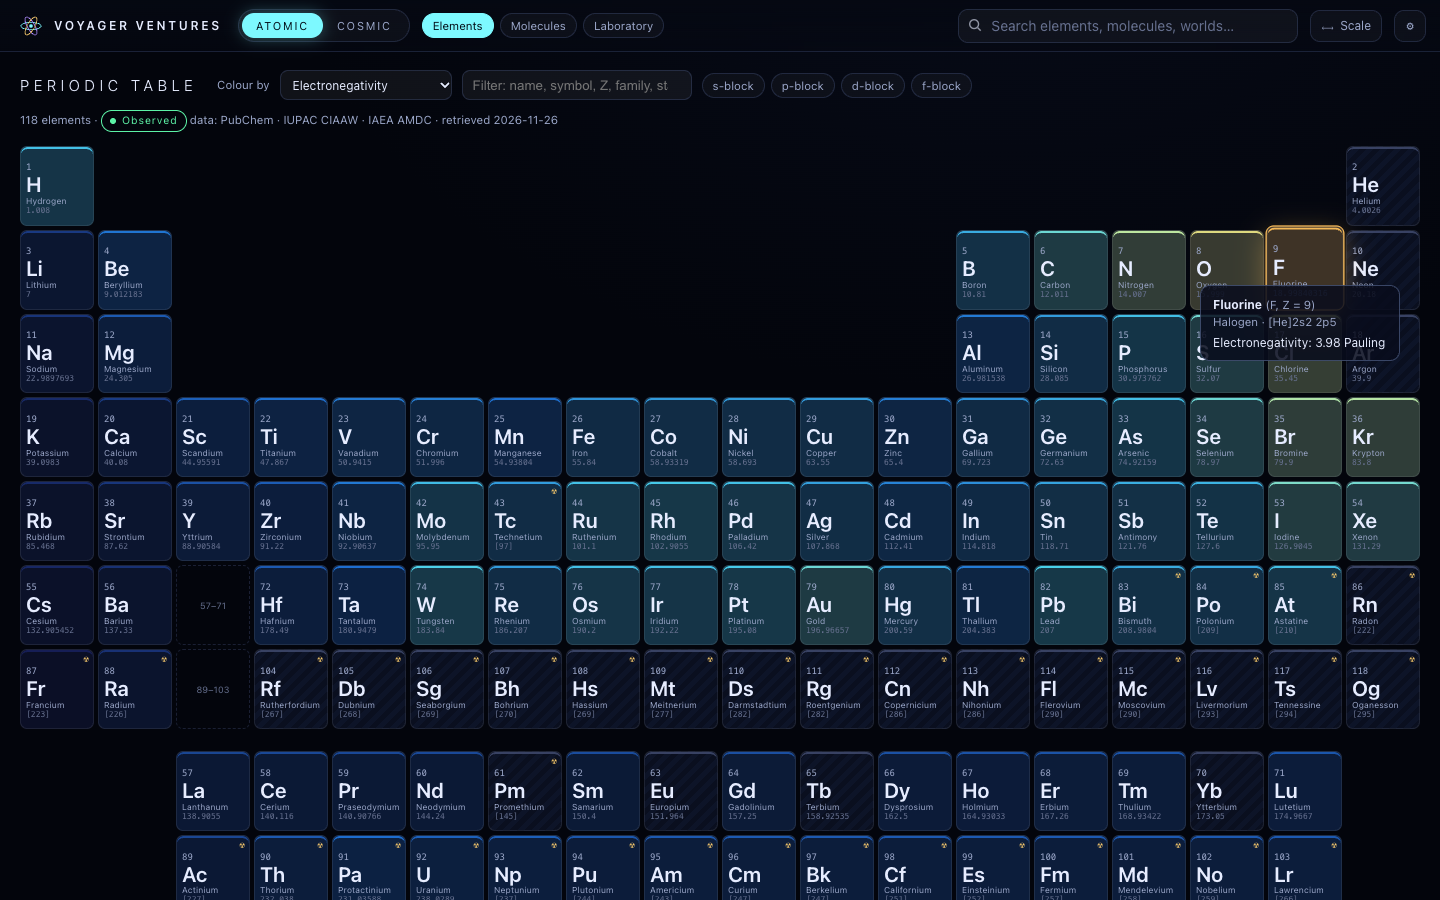 VOYAGER VENTURES ATOMIC COSMIC Elements Molecules Laboratory Search elements, molecules, worlds... Scale
PERIODIC TABLE Colour by Electronegativity Filter: name, symbol, Z, family, st s-block p-block d-block f-block
118 elements · Observed data: PubChem · IUPAC CIAAW · IAEA AMDC · retrieved 2026-11-26
1 2
H He
Hydrogen Helium
1.008 4.0026
3 4 5 6 7 8 9 10
Li Be B C N O F Ne
Lithium Beryllium Boron Carbon Nitrogen
7 9.012183 10.81 12.011 14.007
Fluorine (F, Z = 9)
Halogen · [He]2s2 2p5
Electronegativity: 3.98 Pauling
11 12 13 14 15
Na Mg Al Si P S Cl Ar
Sodium Magnesium Aluminum Silicon Phosphorus Sulfur Chlorine Argon
22.9897693 24.305 26.981538 28.085 30.973762 32.07 35.45 39.9
19 20 21 22 23 24 25 26 27 28 29 30 31 32 33 34 35 36
K Ca Sc Ti V Cr Mn Fe Co Ni Cu Zn Ga Ge As Se Br Kr
Potassium Calcium Scandium Titanium Vanadium Chromium Manganese Iron Cobalt Nickel Copper Zinc Gallium Germanium Arsenic Selenium Bromine Krypton
39.0983 40.08 44.95591 47.867 50.9415 51.996 54.93804 55.84 58.93319 58.693 63.55 65.4 69.723 72.63 74.92159 78.97 79.9 83.8
37 38 39 40 41 42 43 44 45 46 47 48 49 50 51 52 53 54
Rb Sr Y Zr Nb Mo Tc Ru Rh Pd Ag Cd In Sn Sb Te I Xe
Rubidium Strontium Yttrium Zirconium Niobium Molybdenum Technetium Ruthenium Rhodium Palladium Silver Cadmium Indium Tin Antimony Tellurium Iodine Xenon
85.468 87.62 88.90584 91.22 92.90637 95.95 [97] 101.1 102.9055 106.42 107.868 112.41 114.818 118.71 121.76 127.6 126.9045 131.29
55 56 72 73 74 75 76 77 78 79 80 81 82 83 84 85 86
Cs Ba 57–71 Hf Ta W Re Os Ir Pt Au Hg Tl Pb Bi Po At Rn
Cesium Barium Hafnium Tantalum Tungsten Rhenium Osmium Iridium Platinum Gold Mercury Thallium Lead Bismuth Polonium Astatine Radon
132.905452 137.33 178.49 180.9479 183.84 186.207 190.2 192.22 195.08 196.96657 200.59 204.383 207 208.9804 [209] [210] [222]
87 88 104 105 106 107 108 109 110 111 112 113 114 115 116 117 118
Fr Ra 89–103 Rf Db Sg Bh Hs Mt Ds Rg Cn Nh Fl Mc Lv Ts Og
Francium Radium Rutherfordium Dubnium Seaborgium Bohrium Hassium Meitnerium Darmstadtium Roentgenium Copernicium Nihonium Flerovium Moscovium Livermorium Tennessine Oganesson
[223] [226] [267] [268] [269] [270] [269] [277] [282] [282] [286] [286] [290] [290] [293] [294] [295]
57 58 59 60 61 62 63 64 65 66 67 68 69 70 71
La Ce Pr Nd Pm Sm Eu Gd Tb Dy Ho Er Tm Yb Lu
Lanthanum Cerium Praseodymium Neodymium Promethium Samarium Europium Gadolinium Terbium Dysprosium Holmium Erbium Thulium Ytterbium Lutetium
138.9055 140.116 140.90766 144.24 [145] 150.4 151.964 157.25 158.92535 162.5 164.93033 167.26 168.93422 173.05 174.9667
89 90 91 92 93 94 95 96 97 98 99 100 101 102 103
Ac Th Pa U Np Pu Am Cm Bk Cf Es Fm Md No Lr
Actinium Thorium Protactinium Uranium Neptunium Plutonium Americium Curium Berkelium Californium Einsteinium Fermium Mendelevium Nobelium Lawrencium